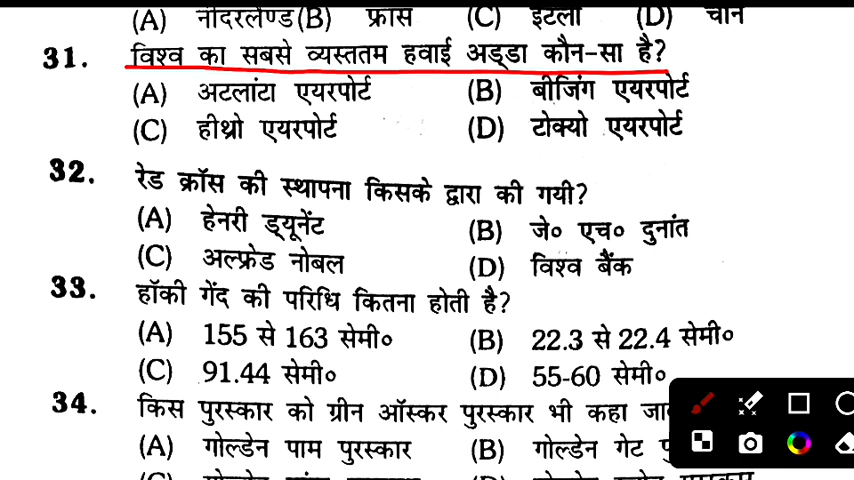 (A) नीदरलैण्ड (B) फ्रांस (C) इटली (D) चीन
31. विश्व का सबसे व्यस्ततम हवाई अड्डा कौन-सा है?
(A) अटलांटा एयरपोर्ट (B) बीजिंग एयरपोर्ट
(C) हीथ्रो एयरपोर्ट (D) टोक्यो एयरपोर्ट
32. रेड क्रॉस की स्थापना किसके द्वारा की गयी?
(A) हेनरी ड्यूनेंट (B) जे० एच० दुनांत
(C) अल्फ्रेड नोबल (D) विश्व बैंक
33. हॉकी गेंद की परिधि कितना होती है?
(A) 155 से 163 सेमी० (B) 22.3 से 22.4 सेमी०
(C) 91.44 सेमी० (D) 55-60 सेमी०
34. किस पुरस्कार को ग्रीन ऑस्कर पुरस्कार भी कहा
(A) गोल्डेन पाम पुरस्कार (B) गोल्डेन गेट